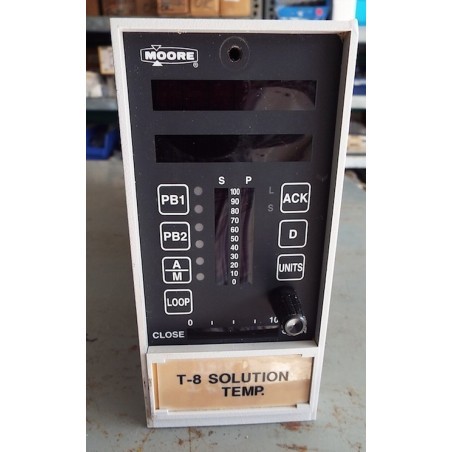 MOORE ®
S P
PB1
PB2
A
M
LOOP
100
90
80
70
60
50
40
30
20
10
0
L
S
ACK
D
UNITS
0 10
CLOSE
T-8 SOLUTION
TEMP.